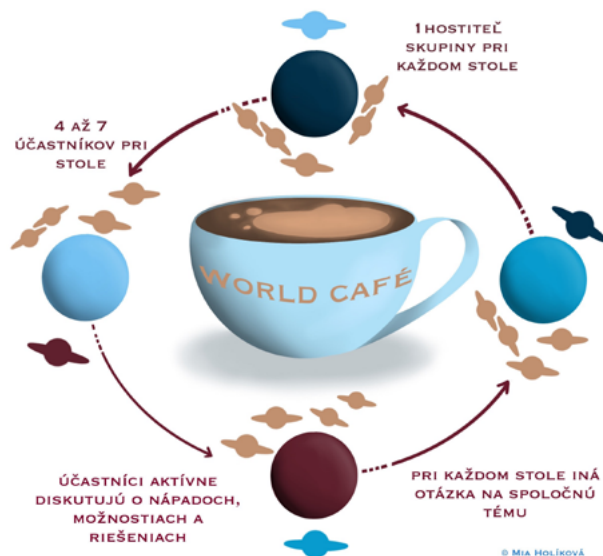 1 HOSTITEĽ
SKUPINY PRI
KAŽDOM STOLE
4 AŽ 7
ÚČASTNÍKOV PRI
STOLE
WORLD CAFÉ
ÚČASTNÍCI AKTÍVNE
DISKUTUJÚ O NÁPADOCH,
MOŽNOSTIACH A
RIEŠENIACH
PRI KAŽDOM STOLE INÁ
OTÁZKA NA SPOLOČNÚ
TÉMU
© MIA HOLÍKOVÁ